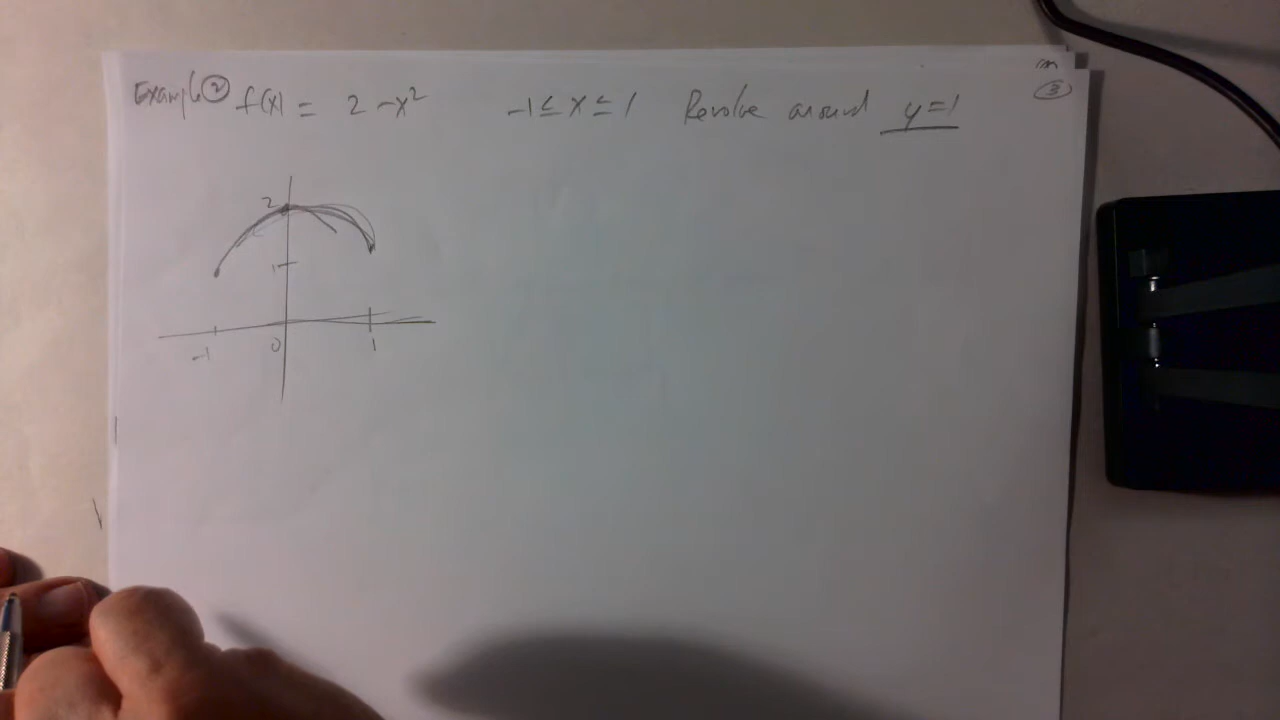 m
③
Example ② f(x) = 2 - x² -1 ≤ x ≤ 1 Revolve around y=1
2
1
-1 0 1